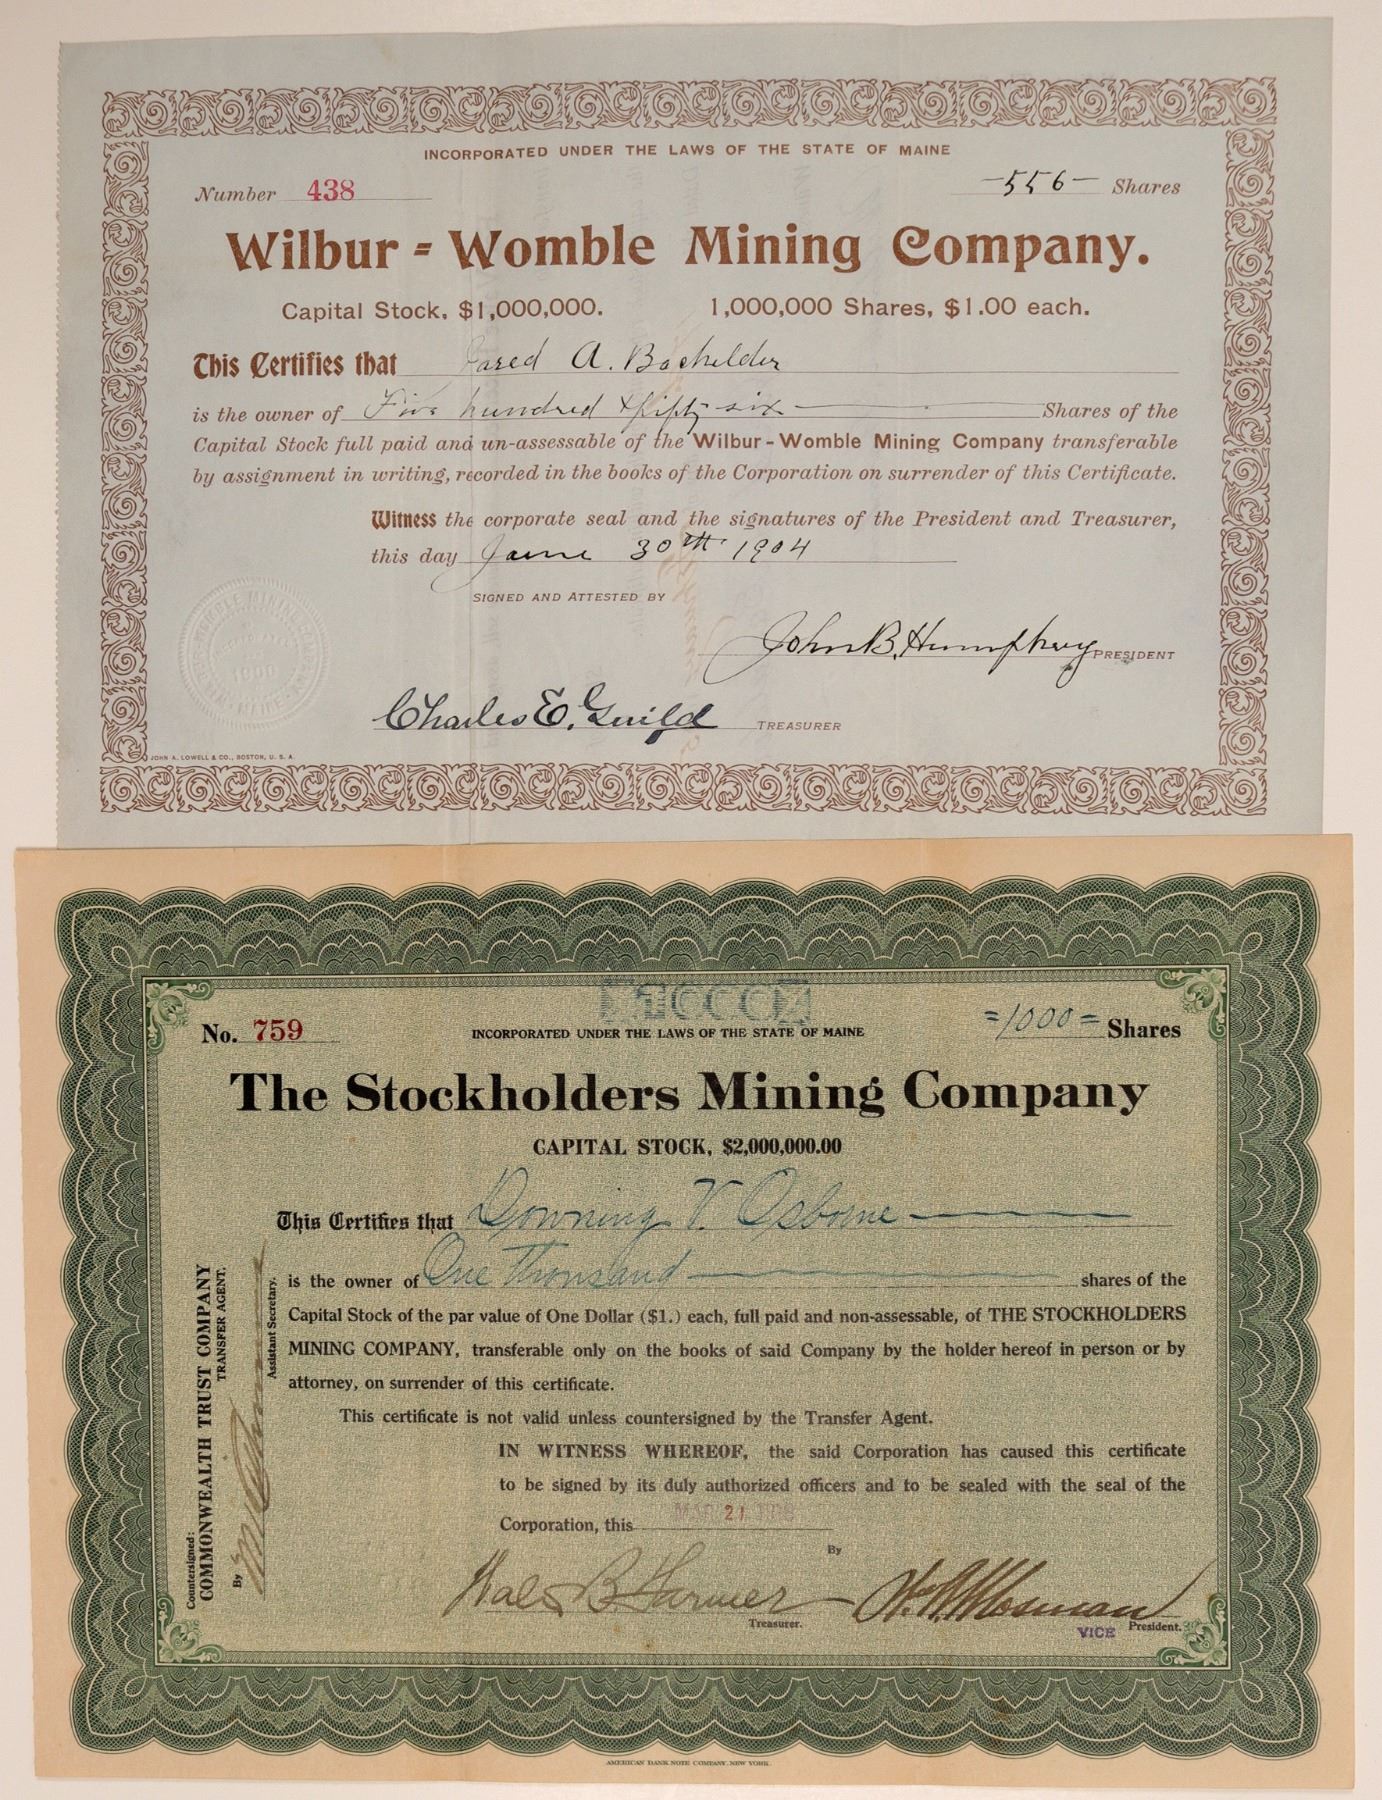 INCORPORATED UNDER THE LAWS OF THE STATE OF MAINE
Number 438 -556- Shares
Wilbur = Womble Mining Company.
Capital Stock, $1,000,000. 1,000,000 Shares, $1.00 each.
This Certifies that Jared A. Bachelder
is the owner of Five hundred & fifty-six Shares of the
Capital Stock full paid and un-assessable of the Wilbur - Womble Mining Company transferable
by assignment in writing, recorded in the books of the Corporation on surrender of this Certificate.
Witness the corporate seal and the signatures of the President and Treasurer,
this day June 30th 1904
SIGNED AND ATTESTED BY
John B. Humphrey PRESIDENT
Charles E. Guild TREASURER
WILBUR-WOMBLE MINING COMPANY
1900
MAINE
JOHN A. LOWELL & CO., BOSTON, U. S. A.
No. 759 INCORPORATED UNDER THE LAWS OF THE STATE OF MAINE =1000= Shares
The Stockholders Mining Company
CAPITAL STOCK, $2,000,000.00
This Certifies that Downing V. Osborne
is the owner of One Thousand shares of the
Capital Stock of the par value of One Dollar ($1.) each, full paid and non-assessable, of THE STOCKHOLDERS
MINING COMPANY, transferable only on the books of said Company by the holder hereof in person or by
attorney, on surrender of this certificate.
This certificate is not valid unless countersigned by the Transfer Agent.
IN WITNESS WHEREOF, the said Corporation has caused this certificate
to be signed by its duly authorized officers and to be sealed with the seal of the
Corporation, this MAR 21 1908
By
Treasurer. VICE President.
Countersigned:
COMMONWEALTH TRUST COMPANY
TRANSFER AGENT,
By
Assistant Secretary.
AMERICAN BANK NOTE COMPANY, NEW YORK.